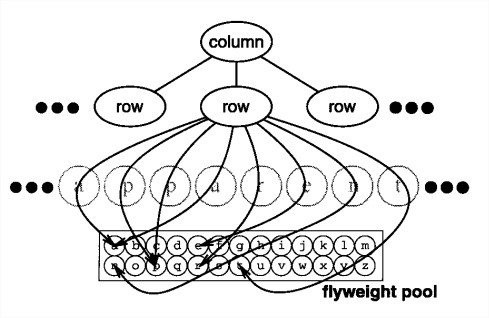 column
row row row
a p p u r e n t
a b c d e f g h i j k l m
n o p q r s t u v w x y z
flyweight pool